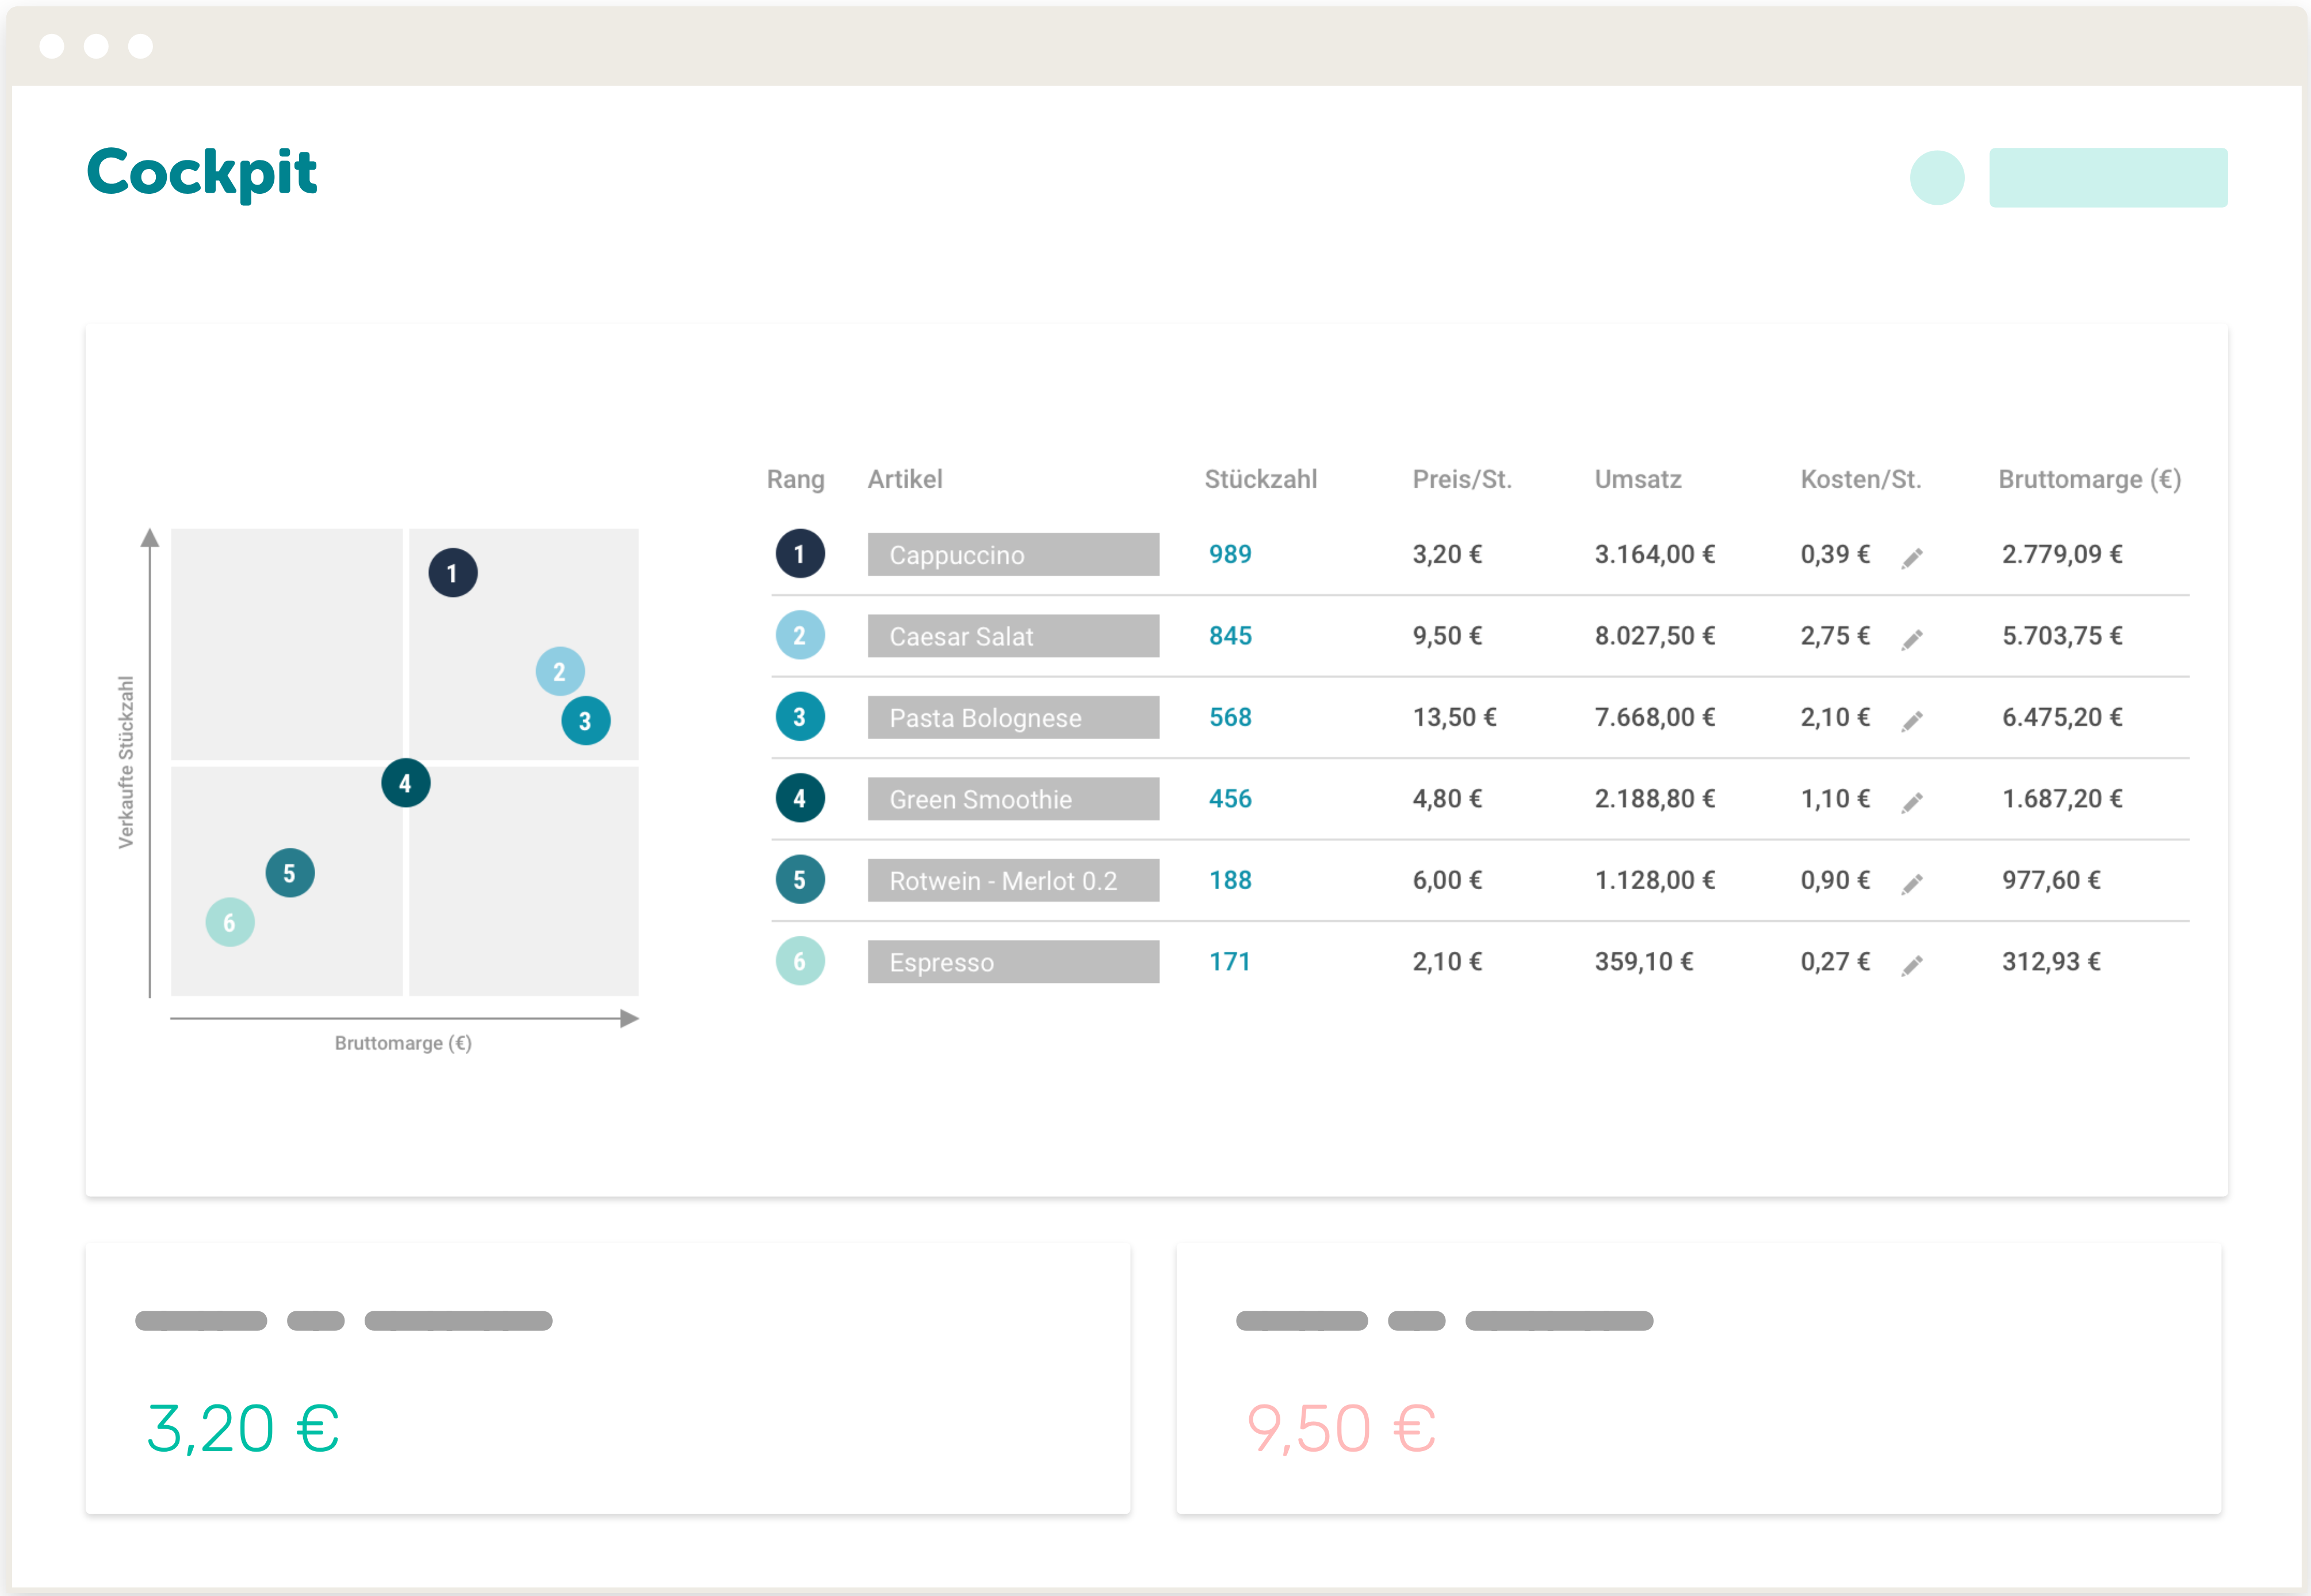 Cockpit
Rang Artikel Stückzahl Preis/St. Umsatz Kosten/St. Bruttomarge (€)
1 Cappuccino 989 3,20 € 3.164,00 € 0,39 € 2.779,09 €
2 Caesar Salat 845 9,50 € 8.027,50 € 2,75 € 5.703,75 €
3 Pasta Bolognese 568 13,50 € 7.668,00 € 2,10 € 6.475,20 €
4 Green Smoothie 456 4,80 € 2.188,80 € 1,10 € 1.687,20 €
5 Rotwein - Merlot 0.2 188 6,00 € 1.128,00 € 0,90 € 977,60 €
6 Espresso 171 2,10 € 359,10 € 0,27 € 312,93 €
Verkaufte Stückzahl
1
2
3
4
5
6
Bruttomarge (€)
3,20 €
9,50 €